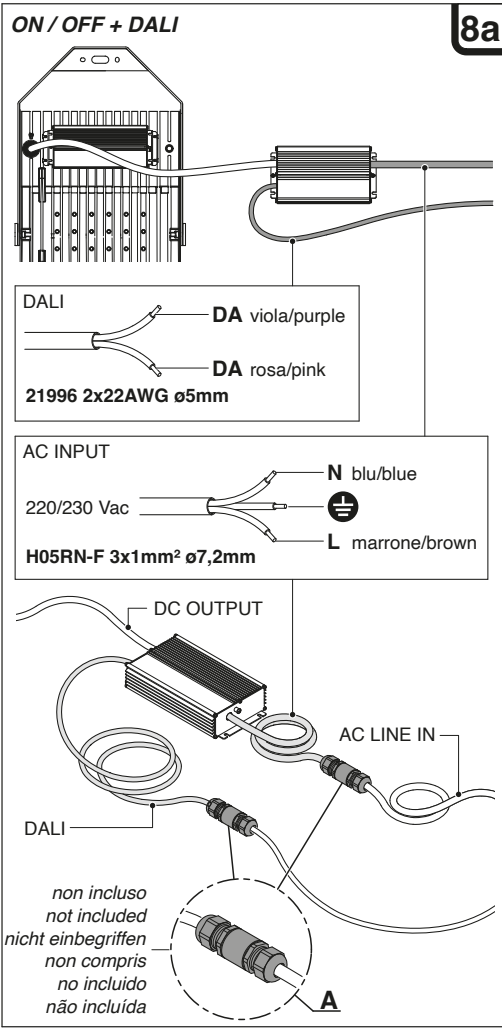 ON / OFF + DALI
8a
DALI
DA viola/purple
DA rosa/pink
21996 2x22AWG ø5mm
AC INPUT
N blu/blue
220/230 Vac
L marrone/brown
H05RN-F 3x1mm² ø7,2mm
DC OUTPUT
AC LINE IN
DALI
non incluso
not included
nicht einbegriffen
non compris
no incluido
não incluída
A